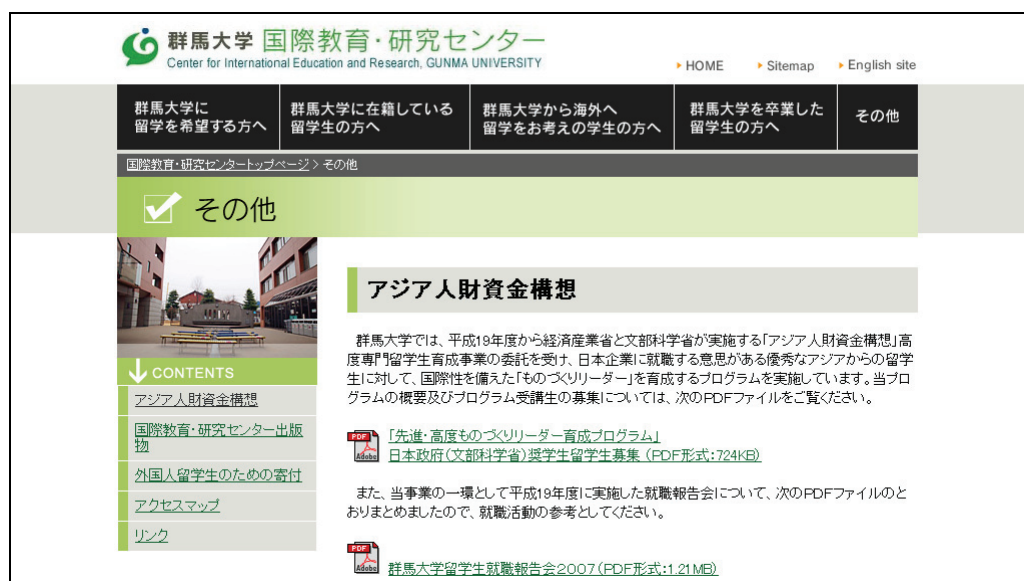 群馬大学 国際教育・研究センター
Center for International Education and Research, GUNMA UNIVERSITY
HOME Sitemap English site
群馬大学に
留学を希望する方へ
群馬大学に在籍している
留学生の方へ
群馬大学から海外へ
留学をお考えの学生の方へ
群馬大学を卒業した
留学生の方へ
その他
国際教育・研究センタートップページ > その他
その他
CONTENTS
アジア人財資金構想
国際教育・研究センター出版
物
外国人留学生のための寄付
アクセスマップ
リンク
アジア人財資金構想
群馬大学では、平成19年度から経済産業省と文部科学省が実施する「アジア人財資金構想」高
度専門留学生育成事業の委託を受け、日本企業に就職する意思がある優秀なアジアからの留学
生に対して、国際性を備えた「ものづくりリーダー」を育成するプログラムを実施しています。当プロ
グラムの概要及びプログラム受講生の募集については、次のPDFファイルをご覧ください。
PDF
Adobe
「先進・高度ものづくりリーダー育成プログラム」
日本政府(文部科学省)奨学生留学生募集 (PDF形式:724KB)
また、当事業の一環として平成19年度に実施した就職報告会について、次のPDFファイルのと
おりまとめましたので、就職活動の参考としてください。
PDF
Adobe
群馬大学留学生就職報告会2007(PDF形式:1.21MB)